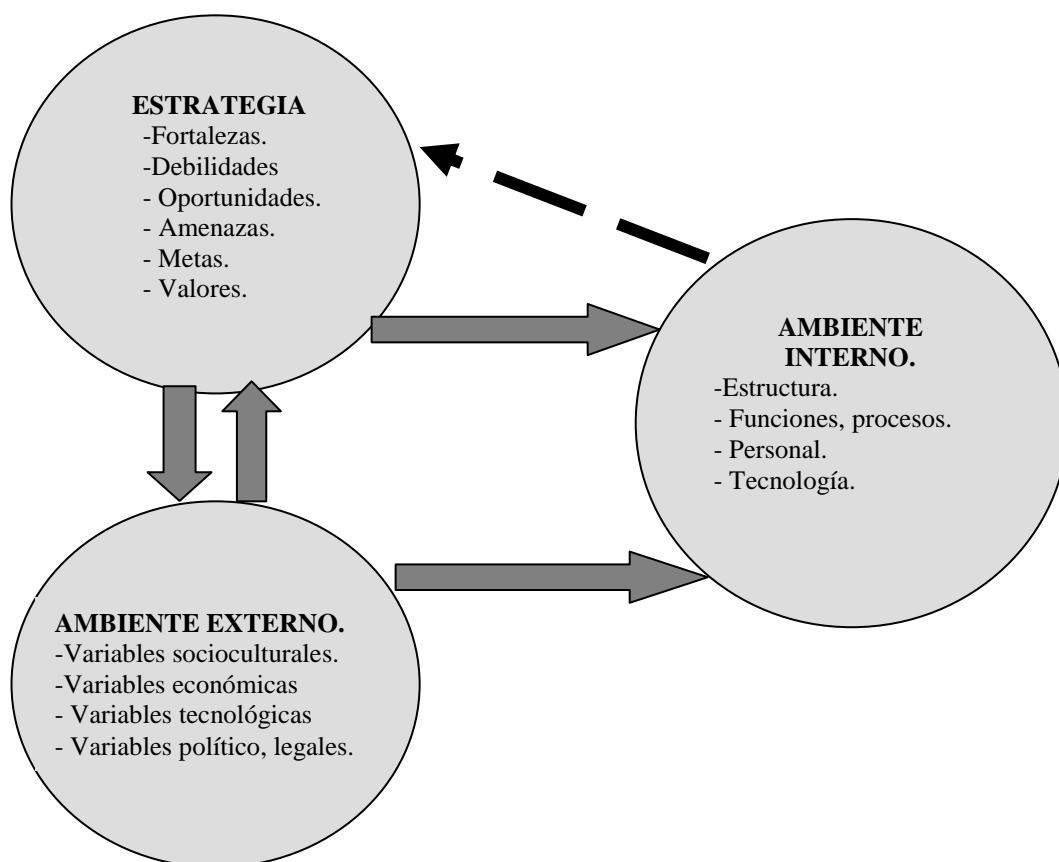 ESTRATEGIA
-Fortalezas.
-Debilidades
- Oportunidades.
- Amenazas.
- Metas.
- Valores.
AMBIENTE
INTERNO.
-Estructura.
- Funciones, procesos.
- Personal.
- Tecnología.
AMBIENTE EXTERNO.
-Variables socioculturales.
-Variables económicas
- Variables tecnológicas
- Variables político, legales.